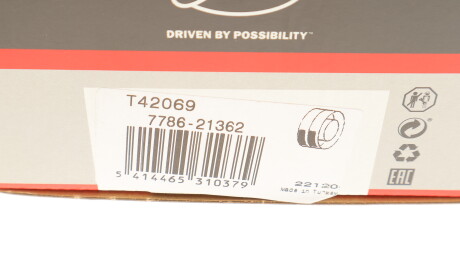 DRIVEN BY POSSIBILITY™
T42069
7786-21362
5 414465 310379
22120
Made in Turkey
EAC